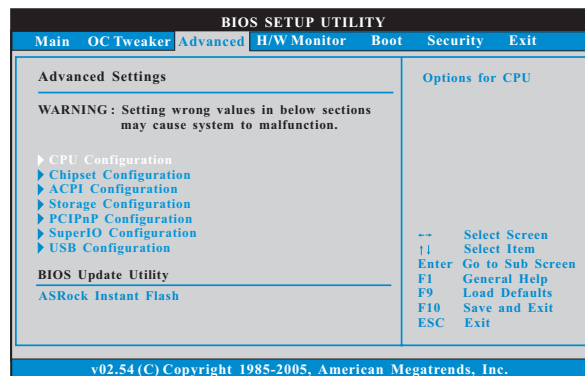 BIOS SETUP UTILITY
Main OC Tweaker Advanced H/W Monitor Boot Security Exit
Advanced Settings
WARNING : Setting wrong values in below sections
may cause system to malfunction.
CPU Configuration
Chipset Configuration
ACPI Configuration
Storage Configuration
PCIPnP Configuration
SuperIO Configuration
USB Configuration
BIOS Update Utility
ASRock Instant Flash
Options for CPU
←→ Select Screen
↑↓ Select Item
Enter Go to Sub Screen
F1 General Help
F9 Load Defaults
F10 Save and Exit
ESC Exit
v02.54 (C) Copyright 1985-2005, American Megatrends, Inc.